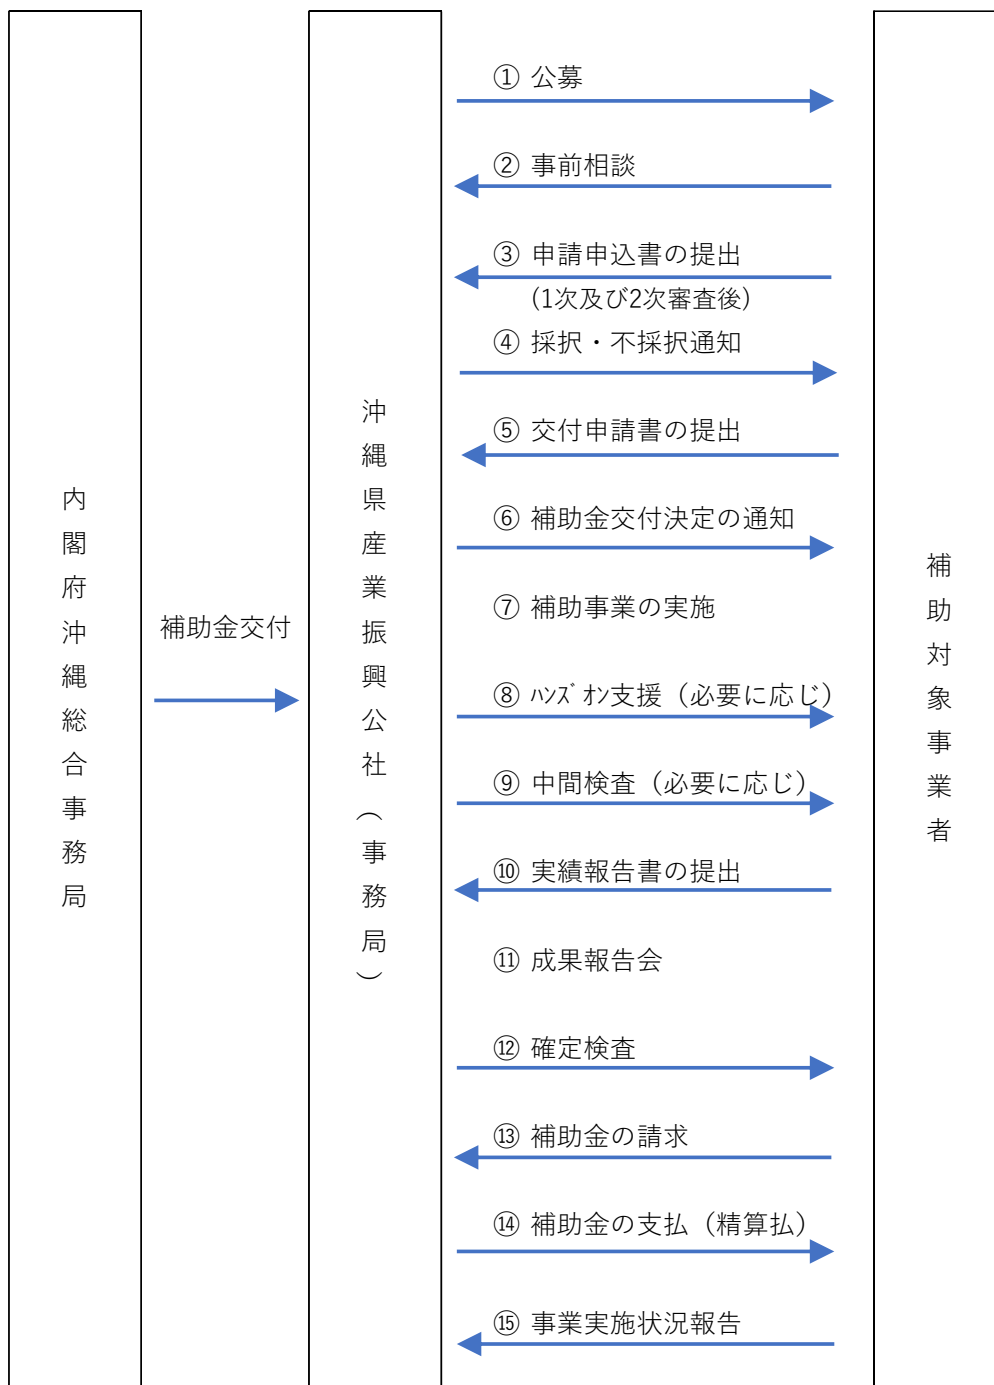 内閣府沖縄総合事務局
補助金交付
沖縄県産業振興公社(事務局)
① 公募
② 事前相談
③ 申請申込書の提出
(1次及び2次審査後)
④ 採択・不採択通知
⑤ 交付申請書の提出
⑥ 補助金交付決定の通知
⑦ 補助事業の実施
⑧ ﾊﾝｽﾞｵﾝ支援（必要に応じ）
⑨ 中間検査（必要に応じ）
⑩ 実績報告書の提出
⑪ 成果報告会
⑫ 確定検査
⑬ 補助金の請求
⑭ 補助金の支払（精算払）
⑮ 事業実施状況報告
補助対象事業者